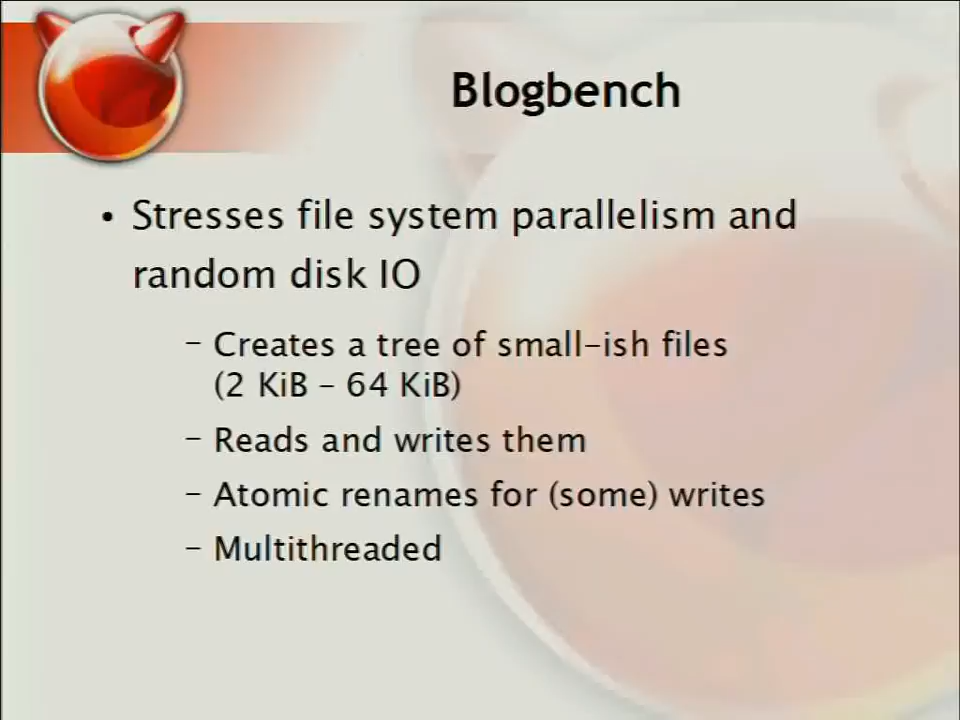 Blogbench
• Stresses file system parallelism and
random disk IO
– Creates a tree of small-ish files
(2 KiB – 64 KiB)
– Reads and writes them
– Atomic renames for (some) writes
– Multithreaded